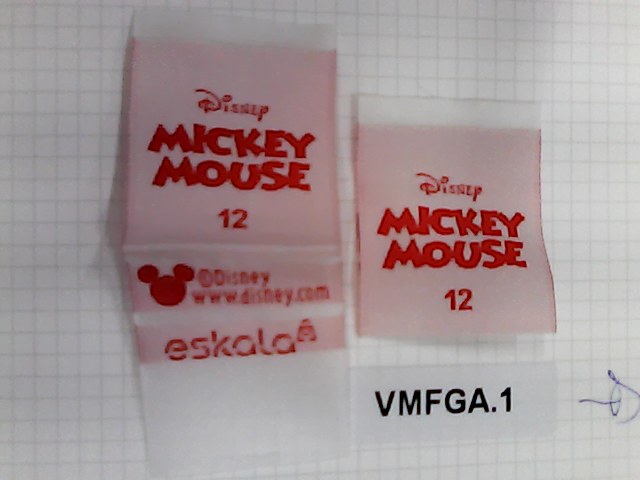 Disney
MICKEY
MOUSE
12
©Disney
www.disney.com
eskala
Disney
MICKEY
MOUSE
12
VMFGA.1